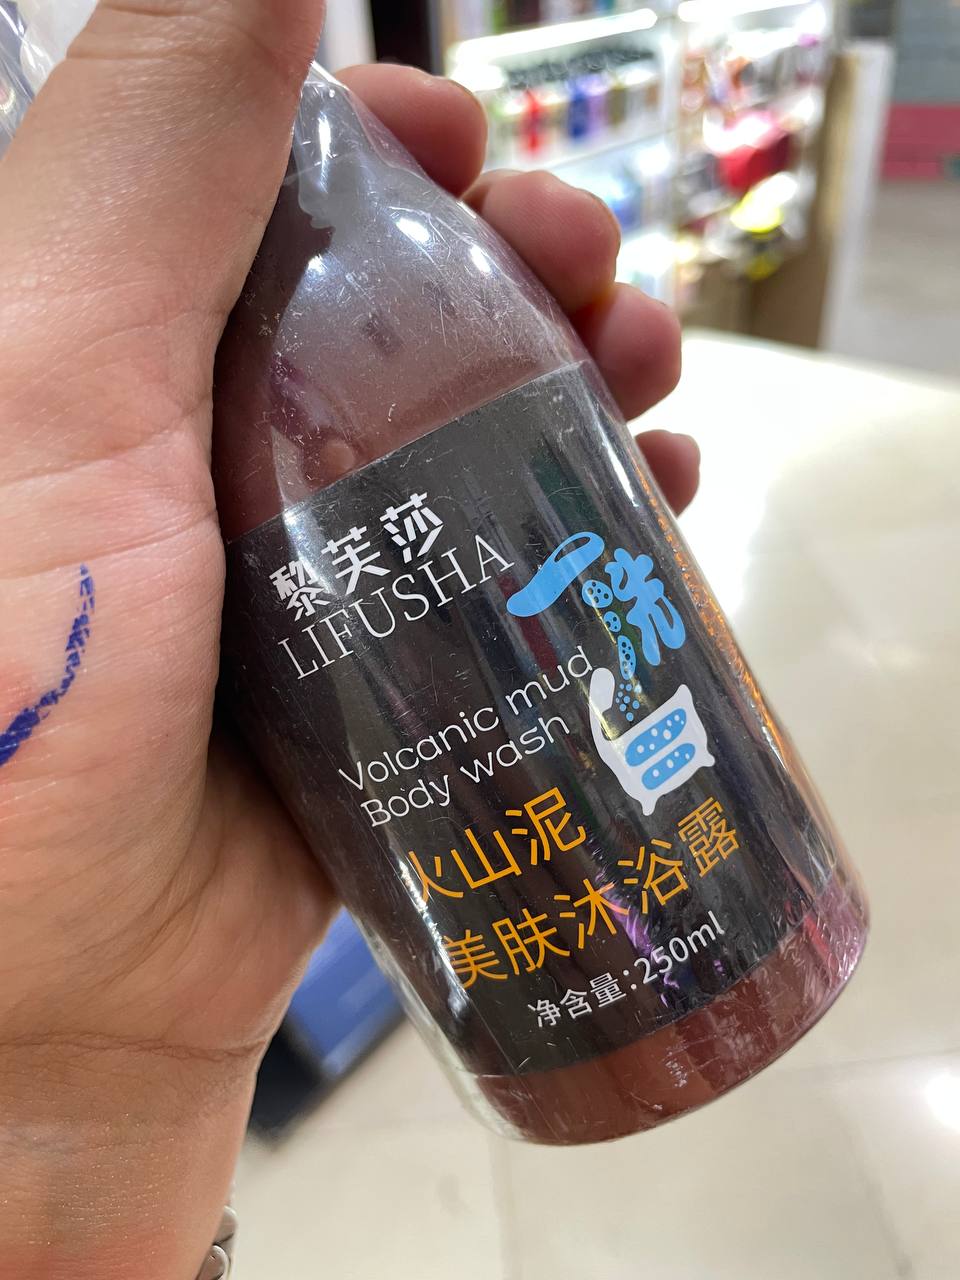 黎芙莎
LIFUSHA
一洗白
Volcanic mud
Body wash
火山泥
美肤沐浴露
净含量:250ml